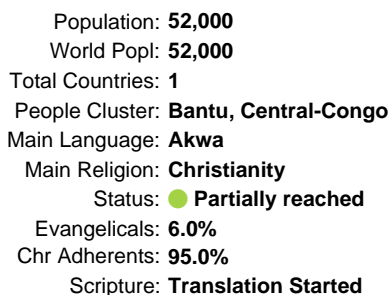 Population: 52,000
World Popl: 52,000
Total Countries: 1
People Cluster: Bantu, Central-Congo
Main Language: Akwa
Main Religion: Christianity
Status: Partially reached
Evangelicals: 6.0%
Chr Adherents: 95.0%
Scripture: Translation Started